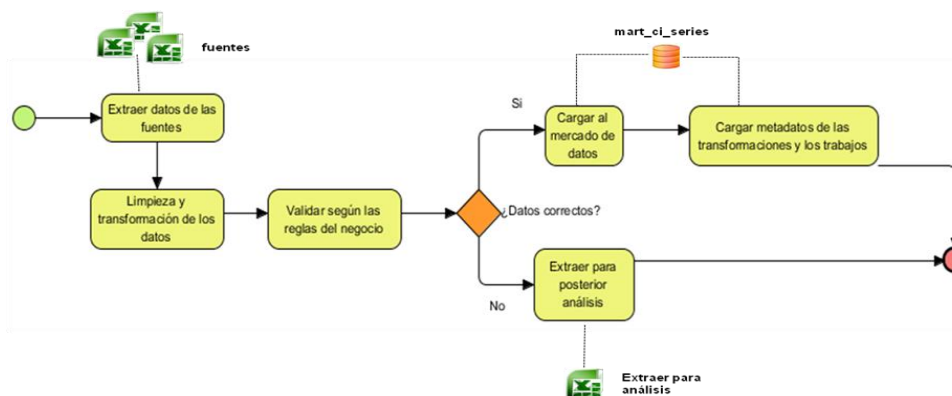 fuentes
mart_ci_series
Extraer datos de las
fuentes
Si
Cargar al
mercado de
datos
Cargar metadatos de las
transformaciones y los trabajos
Limpieza y
transformación de los
datos
Validar según las
reglas del negocio
¿Datos correctos?
No
Extraer para
posterior
análisis
Extraer para
análisis